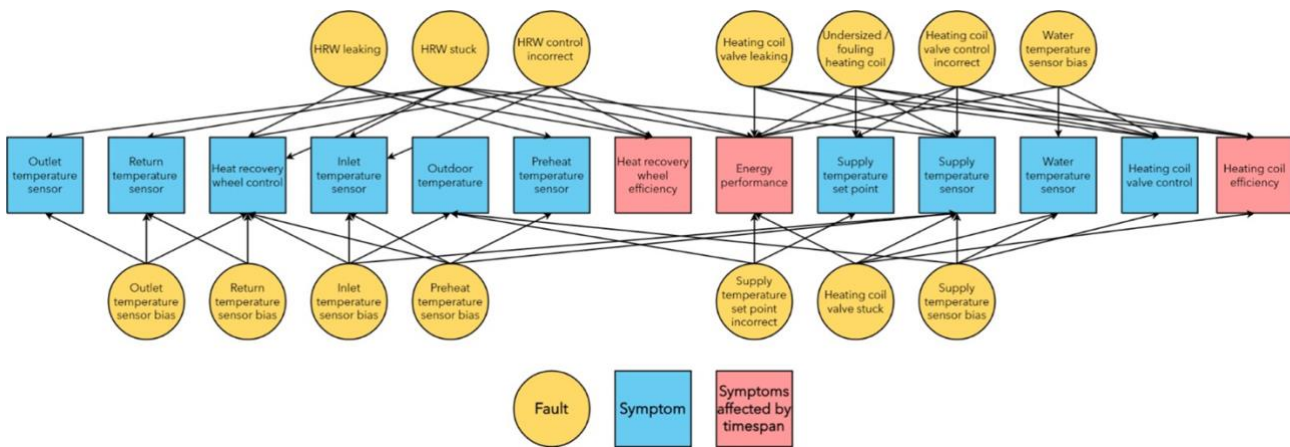 HRW leaking
HRW stuck
HRW control
incorrect
Heating coil
valve leaking
Undersized /
fouling
heating coil
Heating coil
valve control
incorrect
Water
temperature
sensor bias
Outlet
temperature
sensor
Return
temperature
sensor
Heat recovery
wheel control
Inlet
temperature
sensor
Outdoor
temperature
Preheat
temperature
sensor
Heat recovery
wheel
efficiency
Energy
performance
Supply
temperature
set point
Supply
temperature
sensor
Water
temperature
sensor
Heating coil
valve control
Heating coil
efficiency
Outlet
temperature
sensor bias
Return
temperature
sensor bias
Inlet
temperature
sensor bias
Preheat
temperature
sensor bias
Supply
temperature
set point
incorrect
Heating coil
valve stuck
Supply
temperature
sensor bias
Fault
Symptom
Symptoms
affected by
timespan